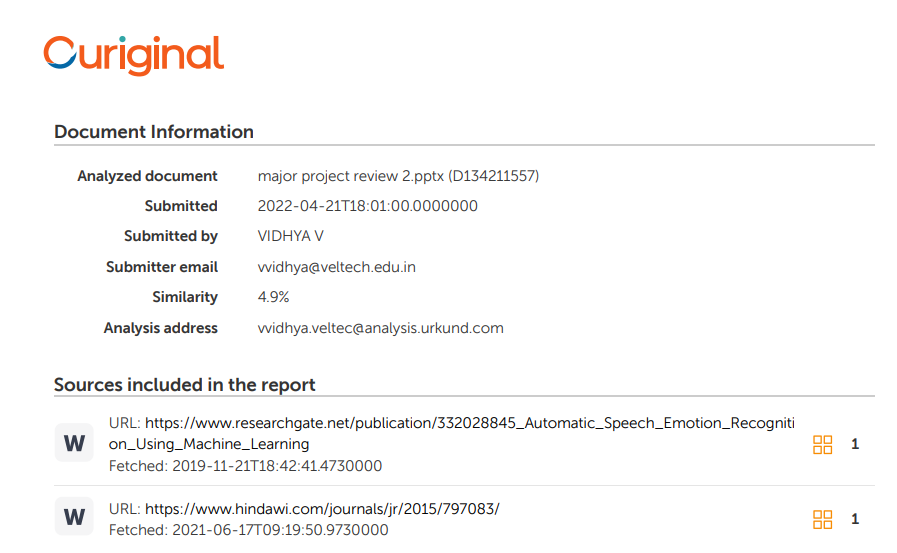 Ouriginal
Document Information
Analyzed document major project review 2.pptx (D134211557)
Submitted 2022-04-21T18:01:00.0000000
Submitted by VIDHYA V
Submitter email vvidhya@veltech.edu.in
Similarity 4.9%
Analysis address vvidhya.veltec@analysis.urkund.com
Sources included in the report
W
URL: https://www.researchgate.net/publication/332028845_Automatic_Speech_Emotion_Recogniti
on_Using_Machine_Learning
Fetched: 2019-11-21T18:42:41.4730000
1
W
URL: https://www.hindawi.com/journals/jr/2015/797083/
Fetched: 2021-06-17T09:19:50.9730000
1